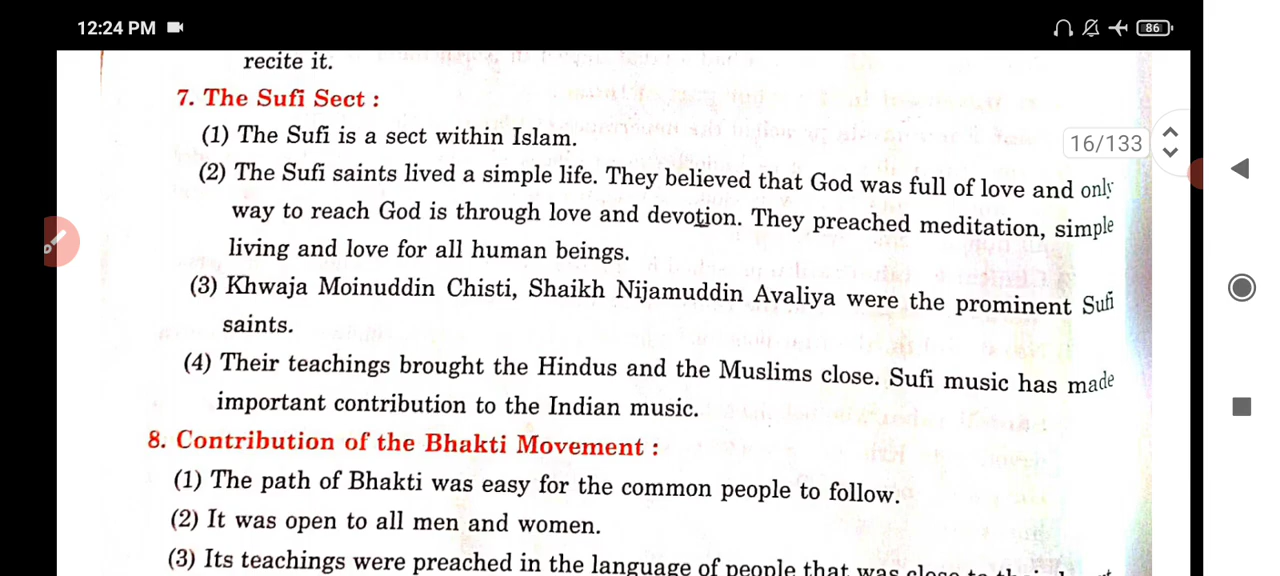 12:24 PM
86
recite it.
7. The Sufi Sect :
16/133
(1) The Sufi is a sect within Islam.
(2) The Sufi saints lived a simple life. They believed that God was full of love and only
way to reach God is through love and devotion. They preached meditation, simple
living and love for all human beings.
(3) Khwaja Moinuddin Chisti, Shaikh Nijamuddin Avaliya were the prominent Sufi
saints.
(4) Their teachings brought the Hindus and the Muslims close. Sufi music has made
important contribution to the Indian music.
8. Contribution of the Bhakti Movement :
(1) The path of Bhakti was easy for the common people to follow.
(2) It was open to all men and women.
(3) Its teachings were preached in the language of people that was close to